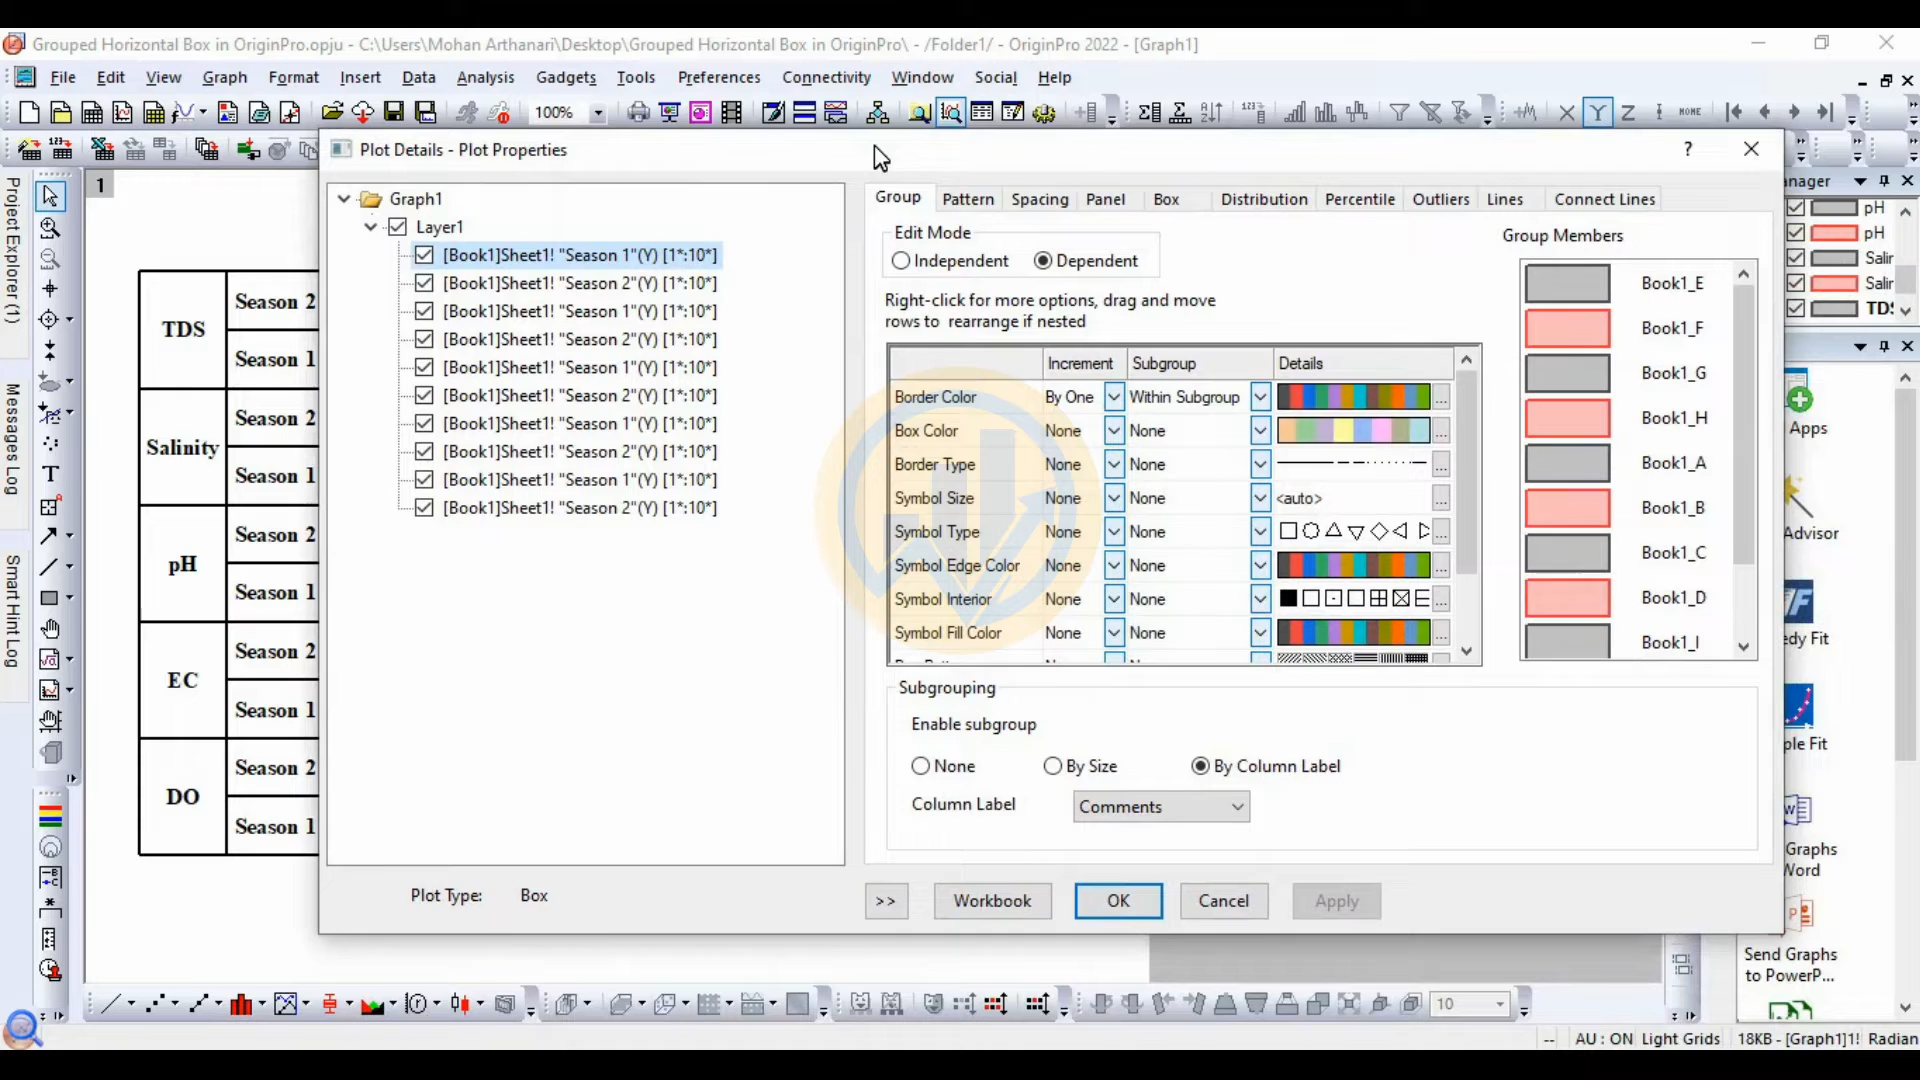 Grouped Horizontal Box in OriginPro.opju - C:\Users\Mohan Arthanari\Desktop\Grouped Horizontal Box in OriginPro\ - /Folder1/ - OriginPro 2022 - [Graph1]
File Edit View Graph Format Insert Data Analysis Gadgets Tools Preferences Connectivity Window Social Help
100%
X Y Z NONE
Plot Details - Plot Properties
? 
Project Explorer (1)
Messages Log
Smart Hint Log
1
TDS
Season 2
Season 1
Salinity
Season 2
Season 1
pH
Season 2
Season 1
EC
Season 2
Season 1
DO
Season 2
Season 1
Graph1
Layer1
[Book1]Sheet1! "Season 1"(Y) [1*:10*]
[Book1]Sheet1! "Season 2"(Y) [1*:10*]
[Book1]Sheet1! "Season 1"(Y) [1*:10*]
[Book1]Sheet1! "Season 2"(Y) [1*:10*]
[Book1]Sheet1! "Season 1"(Y) [1*:10*]
[Book1]Sheet1! "Season 2"(Y) [1*:10*]
[Book1]Sheet1! "Season 1"(Y) [1*:10*]
[Book1]Sheet1! "Season 2"(Y) [1*:10*]
[Book1]Sheet1! "Season 1"(Y) [1*:10*]
[Book1]Sheet1! "Season 2"(Y) [1*:10*]
Plot Type: Box
Group Pattern Spacing Panel Box Distribution Percentile Outliers Lines Connect Lines
Edit Mode
Independent Dependent
Right-click for more options, drag and move
rows to rearrange if nested
Increment Subgroup Details
Border Color By One Within Subgroup ...
Box Color None None ...
Border Type None None ...
Symbol Size None None <auto> ...
Symbol Type None None ...
Symbol Edge Color None None ...
Symbol Interior None None ...
Symbol Fill Color None None ...
Subgrouping
Enable subgroup
None By Size By Column Label
Column Label Comments
Group Members
Book1_E
Book1_F
Book1_G
Book1_H
Book1_A
Book1_B
Book1_C
Book1_D
Book1_I
>> Workbook OK Cancel Apply
anager
pH
pH
Salir
Salir
TDS
Apps
Advisor
edy Fit
ple Fit
Graphs
Word
Send Graphs
to PowerP...
10
-- AU : ON Light Grids 18KB - [Graph1]1! Radian